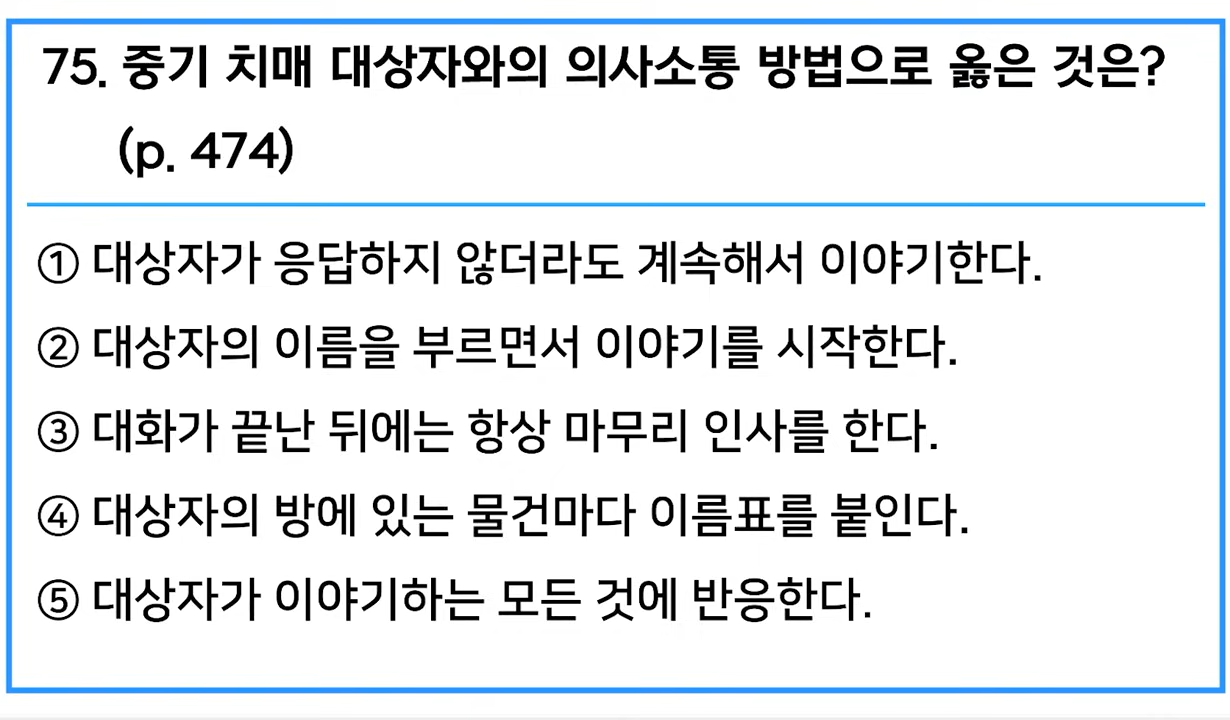 75. 중기 치매 대상자와의 의사소통 방법으로 옳은 것은?
(p. 474)
① 대상자가 응답하지 않더라도 계속해서 이야기한다.
② 대상자의 이름을 부르면서 이야기를 시작한다.
③ 대화가 끝난 뒤에는 항상 마무리 인사를 한다.
④ 대상자의 방에 있는 물건마다 이름표를 붙인다.
⑤ 대상자가 이야기하는 모든 것에 반응한다.